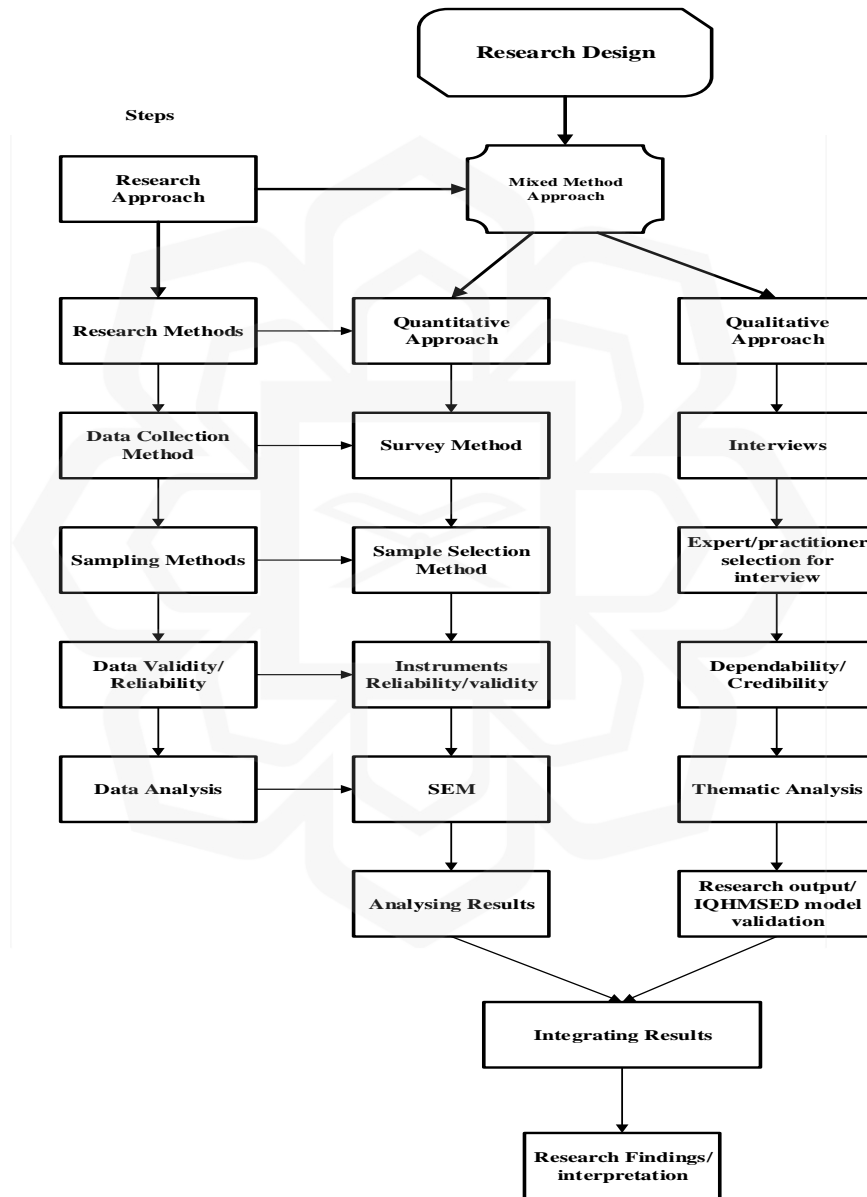 Research Design
Steps
Research
Approach
Mixed Method
Approach
Research Methods
Quantitative
Approach
Qualitative
Approach
Data Collection
Method
Survey Method
Interviews
Sampling Methods
Sample Selection
Method
Expert/practitioner
selection for
interview
Data Validity/
Reliability
Instruments
Reliability/validity
Dependability/
Credibility
Data Analysis
SEM
Thematic Analysis
Analysing Results
Research output/
IQHMSED model
validation
Integrating Results
Research Findings/
interpretation